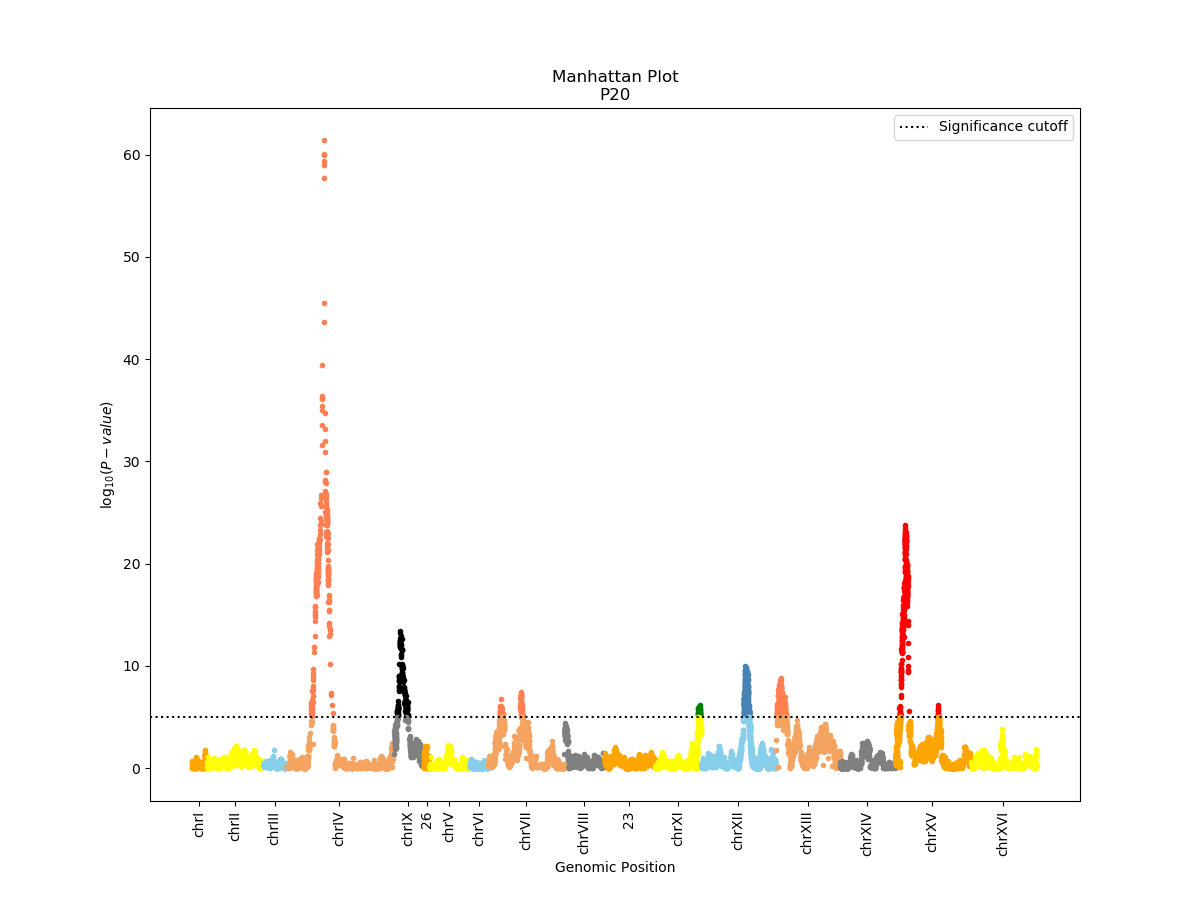 Manhattan Plot
P20
Significance cutoff
60
50
40
30
20
10
0
log10(P − value)
chrI
chrII
chrIII
chrIV
chrIX
26
chrV
chrVI
chrVII
chrVIII
23
chrXI
chrXII
chrXIII
chrXIV
chrXV
chrXVI
Genomic Position